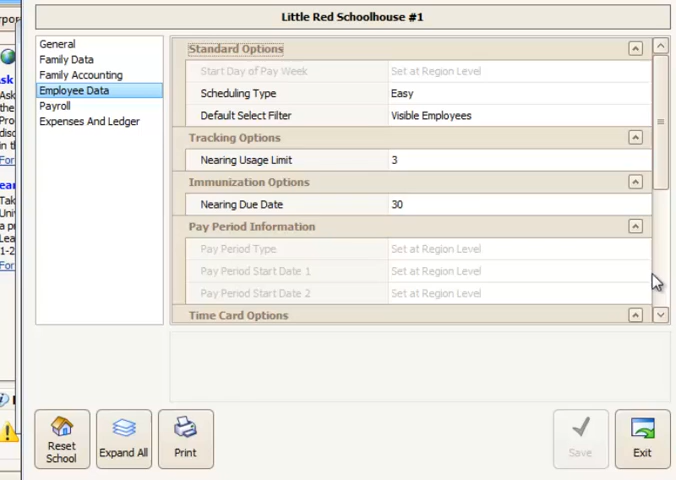 Little Red Schoolhouse #1
General
Family Data
Family Accounting
Employee Data
Payroll
Expenses And Ledger
Standard Options
Start Day of Pay Week Set at Region Level
Scheduling Type Easy
Default Select Filter Visible Employees
Tracking Options
Nearing Usage Limit 3
Immunization Options
Nearing Due Date 30
Pay Period Information
Pay Period Type Set at Region Level
Pay Period Start Date 1 Set at Region Level
Pay Period Start Date 2 Set at Region Level
Time Card Options
Reset School
Expand All
Print
Save
Exit